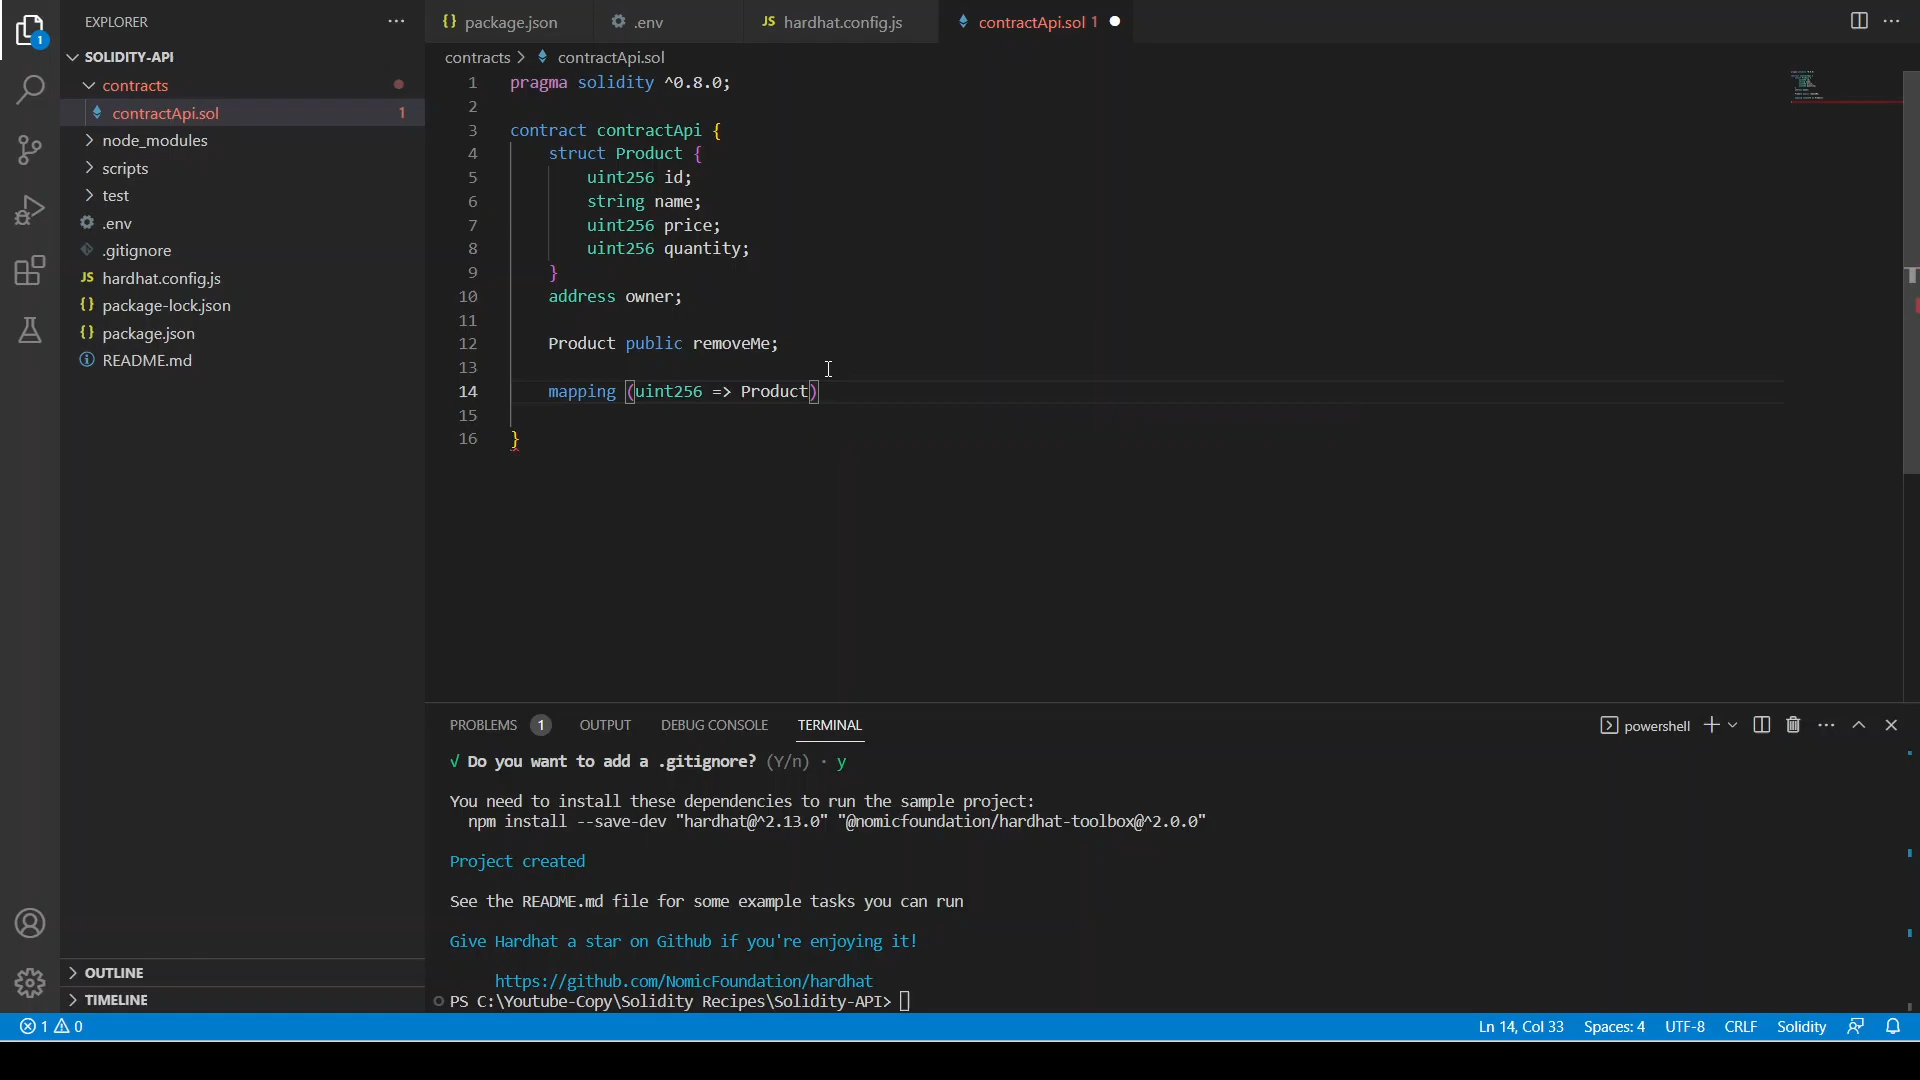 EXPLORER
SOLIDITY-API
contracts
contractApi.sol 1
node_modules
scripts
test
.env
.gitignore
hardhat.config.js
package-lock.json
package.json
README.md
OUTLINE
TIMELINE
1
package.json
.env
JS hardhat.config.js
contractApi.sol 1
contracts > contractApi.sol
1 pragma solidity ^0.8.0;
2
3 contract contractApi {
4 struct Product {
5 uint256 id;
6 string name;
7 uint256 price;
8 uint256 quantity;
9 }
10 address owner;
11
12 Product public removeMe;
13
14 mapping (uint256 => Product)
15
16 }
PROBLEMS 1 OUTPUT DEBUG CONSOLE TERMINAL
powershell
√ Do you want to add a .gitignore? (Y/n) · y
You need to install these dependencies to run the sample project:
npm install --save-dev "hardhat@^2.13.0" "@nomicfoundation/hardhat-toolbox@^2.0.0"
Project created
See the README.md file for some example tasks you can run
Give Hardhat a star on Github if you're enjoying it!
https://github.com/NomicFoundation/hardhat
PS C:\Youtube-Copy\Solidity Recipes\Solidity-API>
1 0
Ln 14, Col 33 Spaces: 4 UTF-8 CRLF Solidity